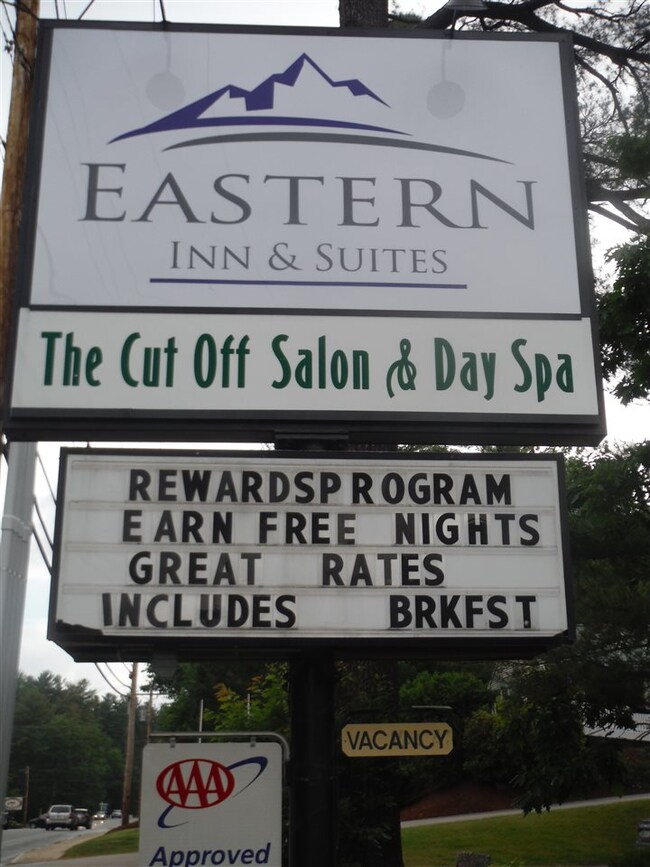 EASTERN
INN & SUITES
The Cut Off Salon & Day Spa
REWARDSPROGRAM
EARN FREE NIGHTS
GREAT RATES
INCLUDES BRKFST
VACANCY
AAA
Approved